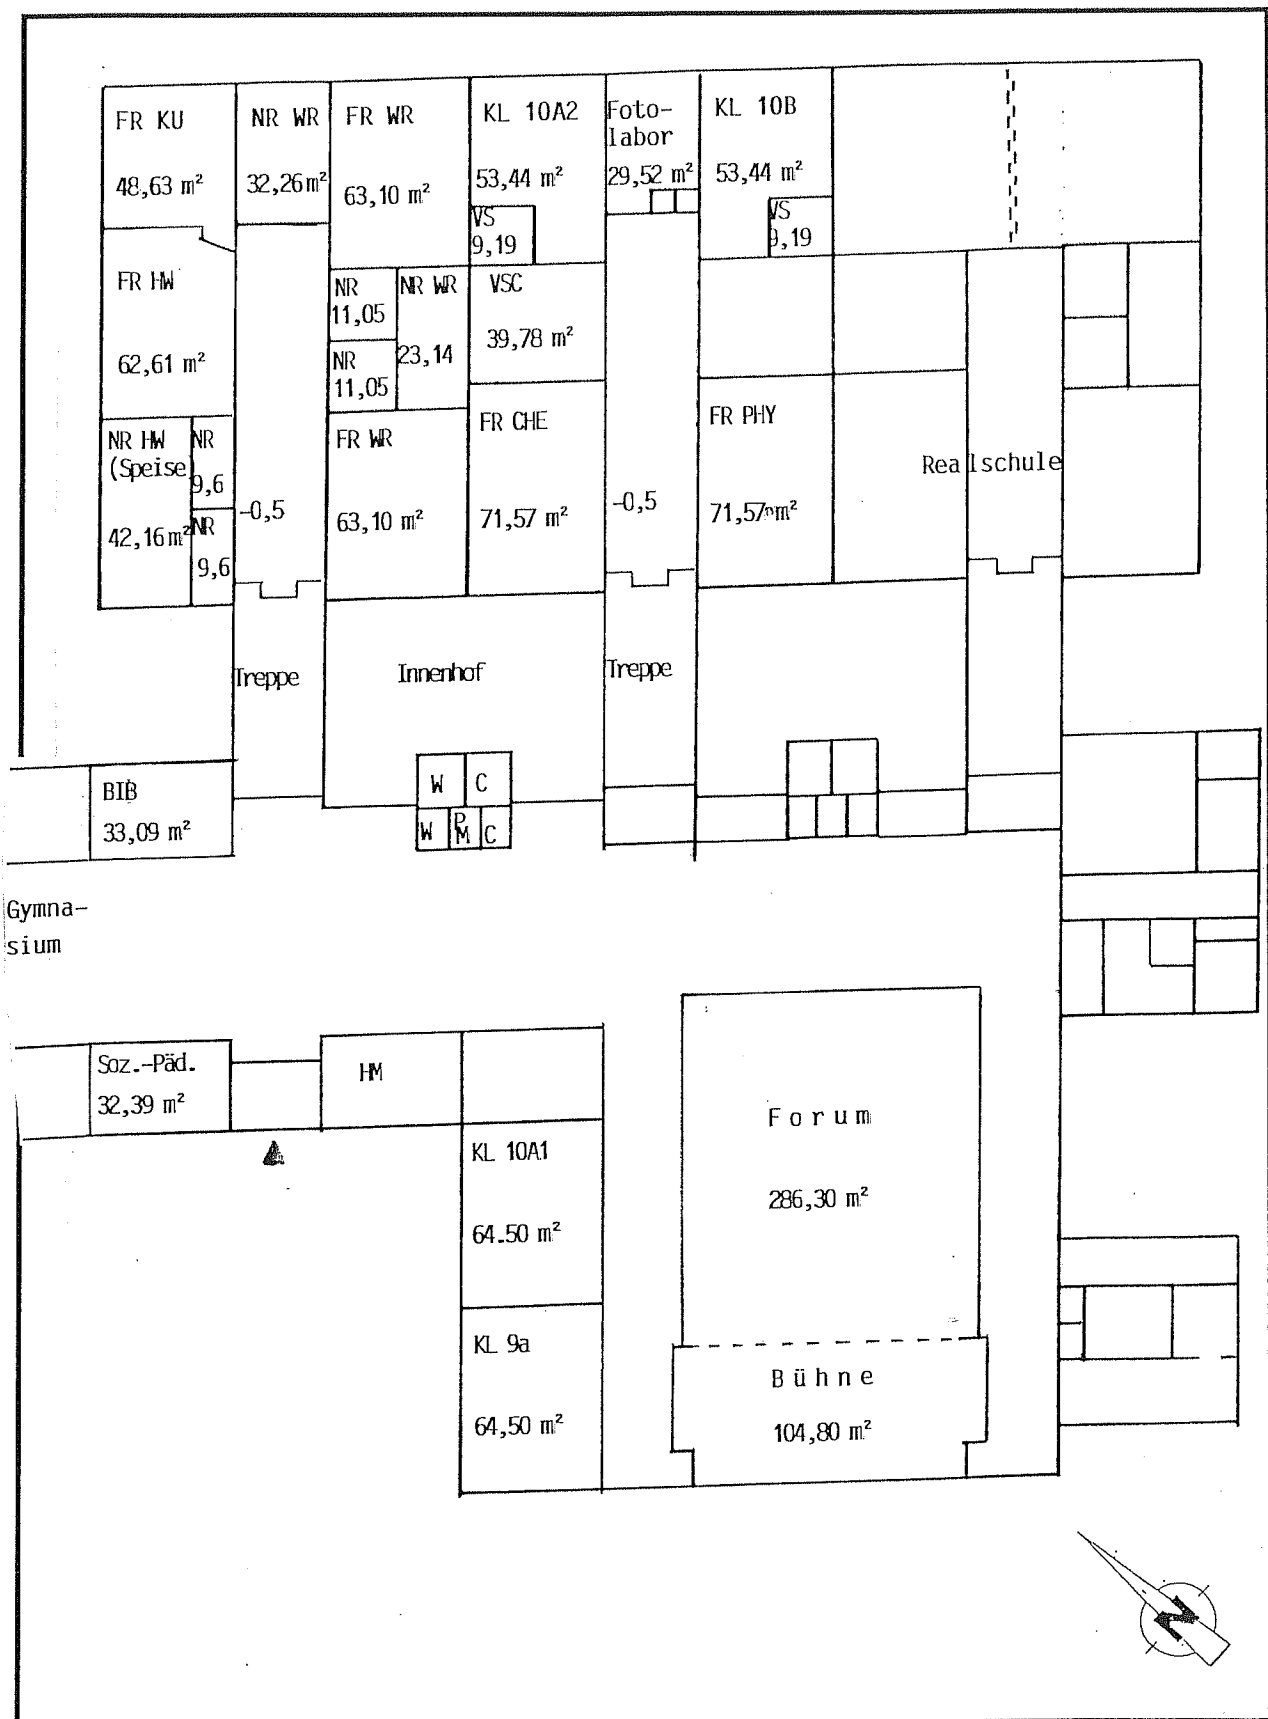 FR KU
48,63 m²
NR WR
32,26 m²
FR WR
63,10 m²
KL 10A2
53,44 m²
VS
9,19
Foto-
labor
29,52 m²
KL 10B
53,44 m²
VS
9,19
FR HW
62,61 m²
NR
11,05
NR WR
23,14
NR
11,05
VSC
39,78 m²
NR HW
(Speise
42,16 m²
NR
9,6
NR
9,6
-0,5
FR WR
63,10 m²
FR CHE
71,57 m²
-0,5
FR PHY
71,57 m²
Realschule
Treppe
Innenhof
Treppe
W C
W PM C
BIB
33,09 m²
Gymna-
sium
Soz.-Päd.
32,39 m²
HM
KL 10A1
64.50 m²
KL 9a
64,50 m²
Forum
286,30 m²
Bühne
104,80 m²
N